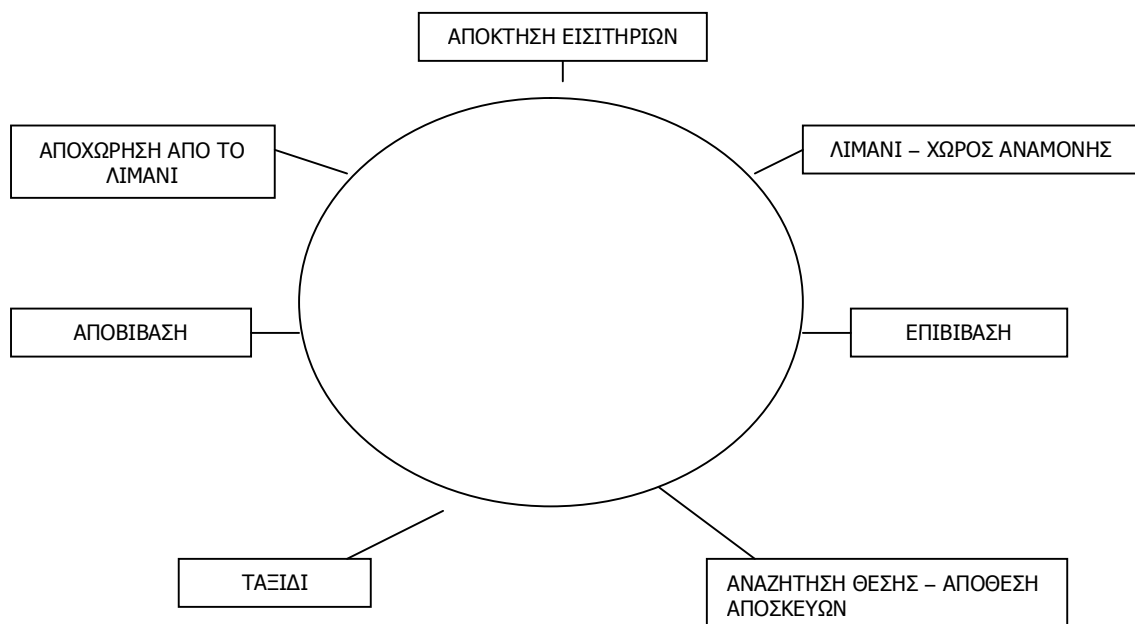 ΑΠΟΚΤΗΣΗ ΕΙΣΙΤΗΡΙΩΝ
ΑΠΟΧΩΡΗΣΗ ΑΠΟ ΤΟ
ΛΙΜΑΝΙ
ΛΙΜΑΝΙ – ΧΩΡΟΣ ΑΝΑΜΟΝΗΣ
ΑΠΟΒΙΒΑΣΗ
ΕΠΙΒΙΒΑΣΗ
ΤΑΞΙΔΙ
ΑΝΑΖΗΤΗΣΗ ΘΕΣΗΣ – ΑΠΟΘΕΣΗ
ΑΠΟΣΚΕΥΩΝ